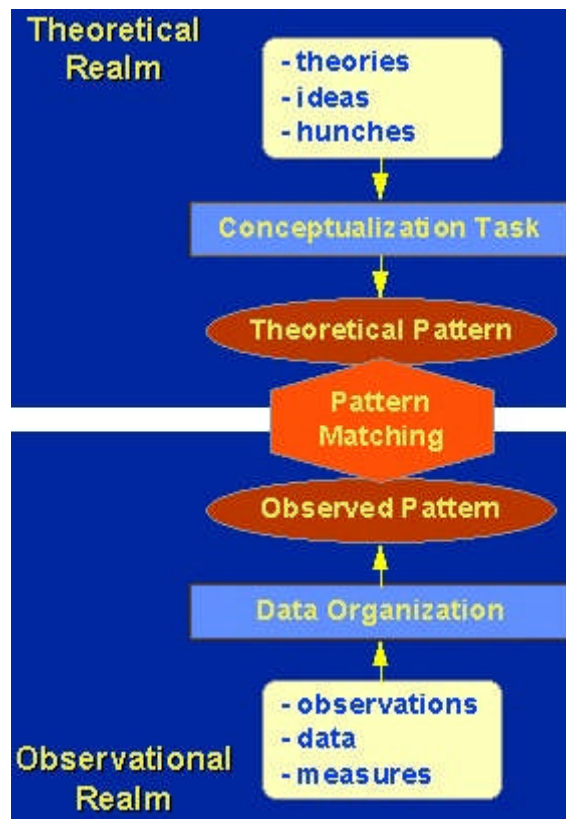 Theoretical
Realm
- theories
- ideas
- hunches
Conceptualization Task
Theoretical Pattern
Pattern
Matching
Observed Pattern
Data Organization
- observations
- data
- measures
Observational
Realm